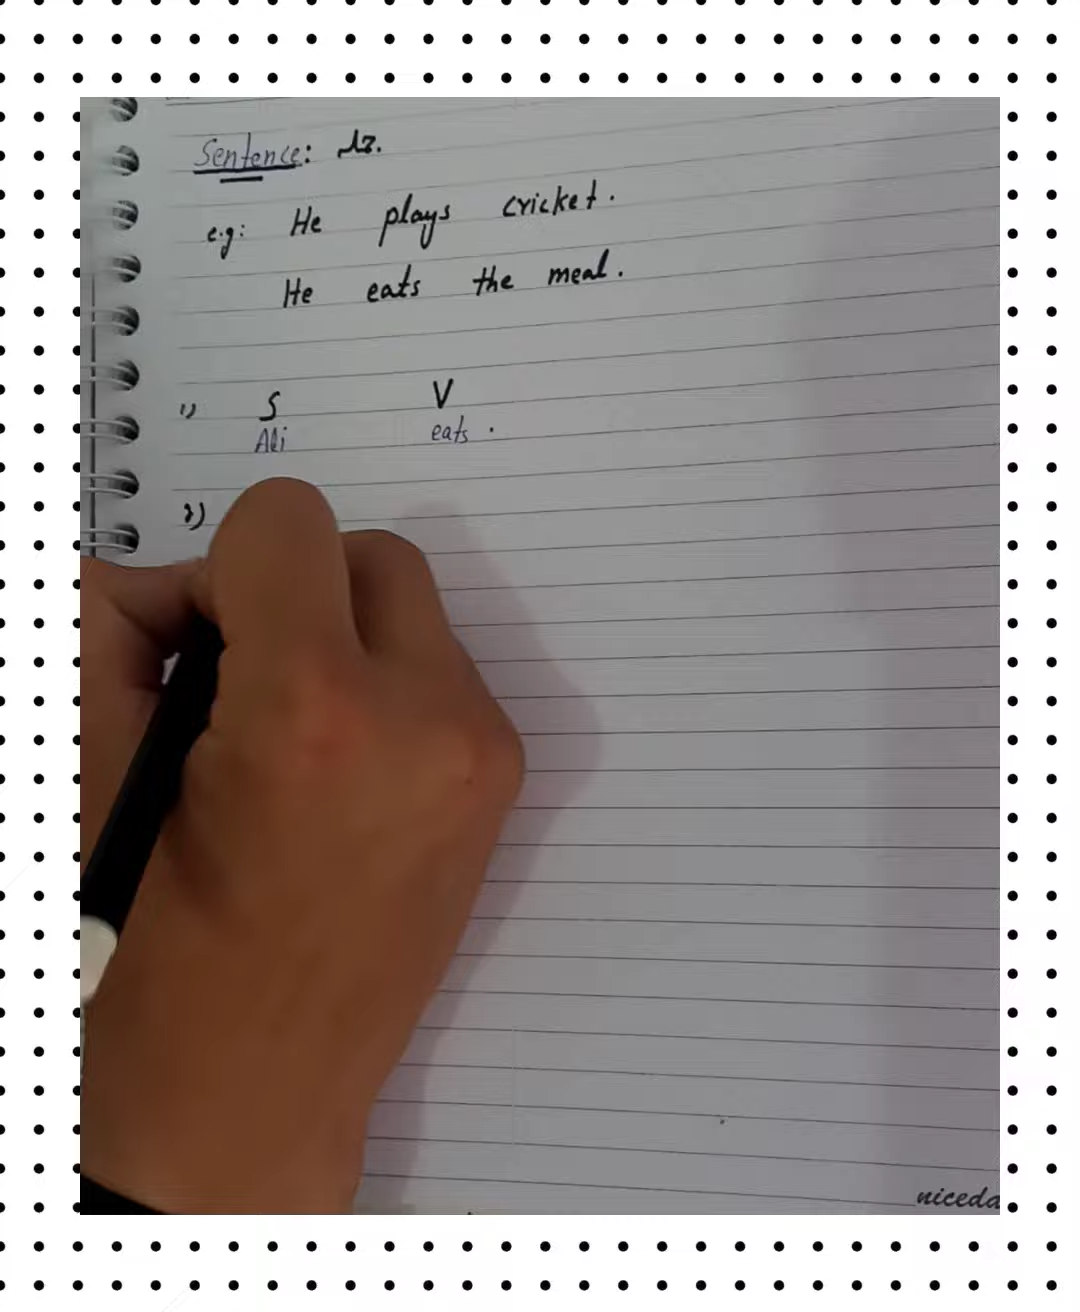 Sentence: جملہ.
e.g: He plays cricket.
He eats the meal.
1) S V
Ali eats.
2)
niceda